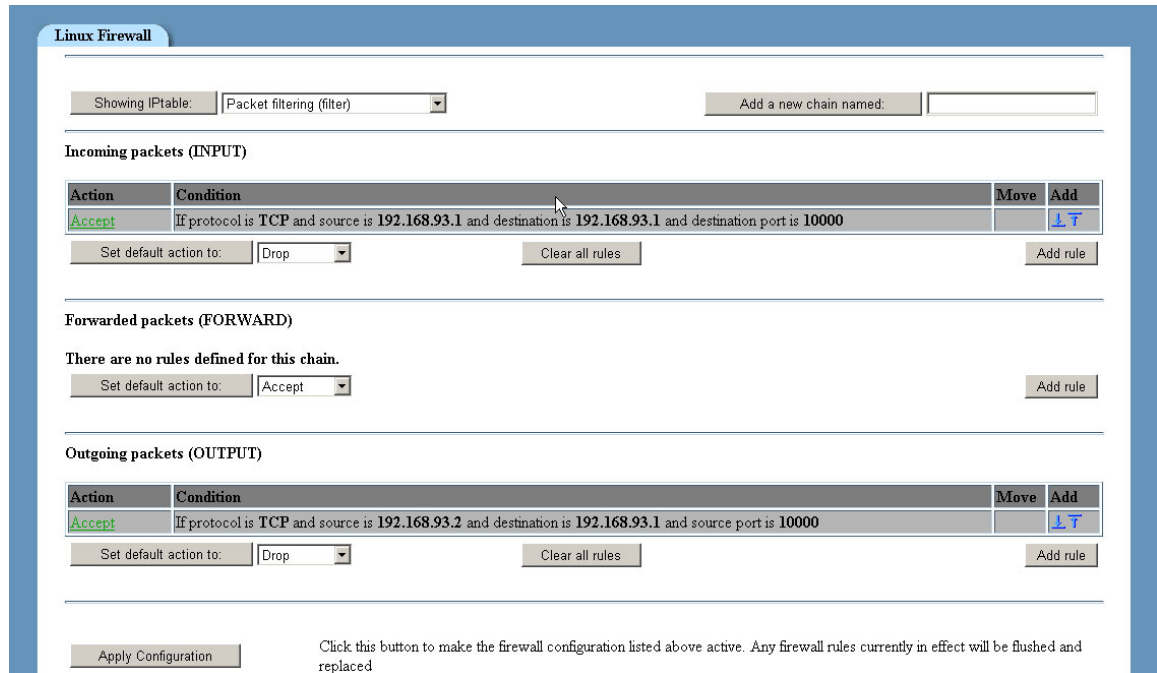 Linux Firewall
Showing IPtable: Packet filtering (filter) Add a new chain named:
Incoming packets (INPUT)
Action Condition Move Add
Accept If protocol is TCP and source is 192.168.93.1 and destination is 192.168.93.1 and destination port is 10000
Set default action to: Drop Clear all rules Add rule
Forwarded packets (FORWARD)
There are no rules defined for this chain.
Set default action to: Accept Add rule
Outgoing packets (OUTPUT)
Action Condition Move Add
Accept If protocol is TCP and source is 192.168.93.2 and destination is 192.168.93.1 and source port is 10000
Set default action to: Drop Clear all rules Add rule
Apply Configuration Click this button to make the firewall configuration listed above active. Any firewall rules currently in effect will be flushed and
replaced